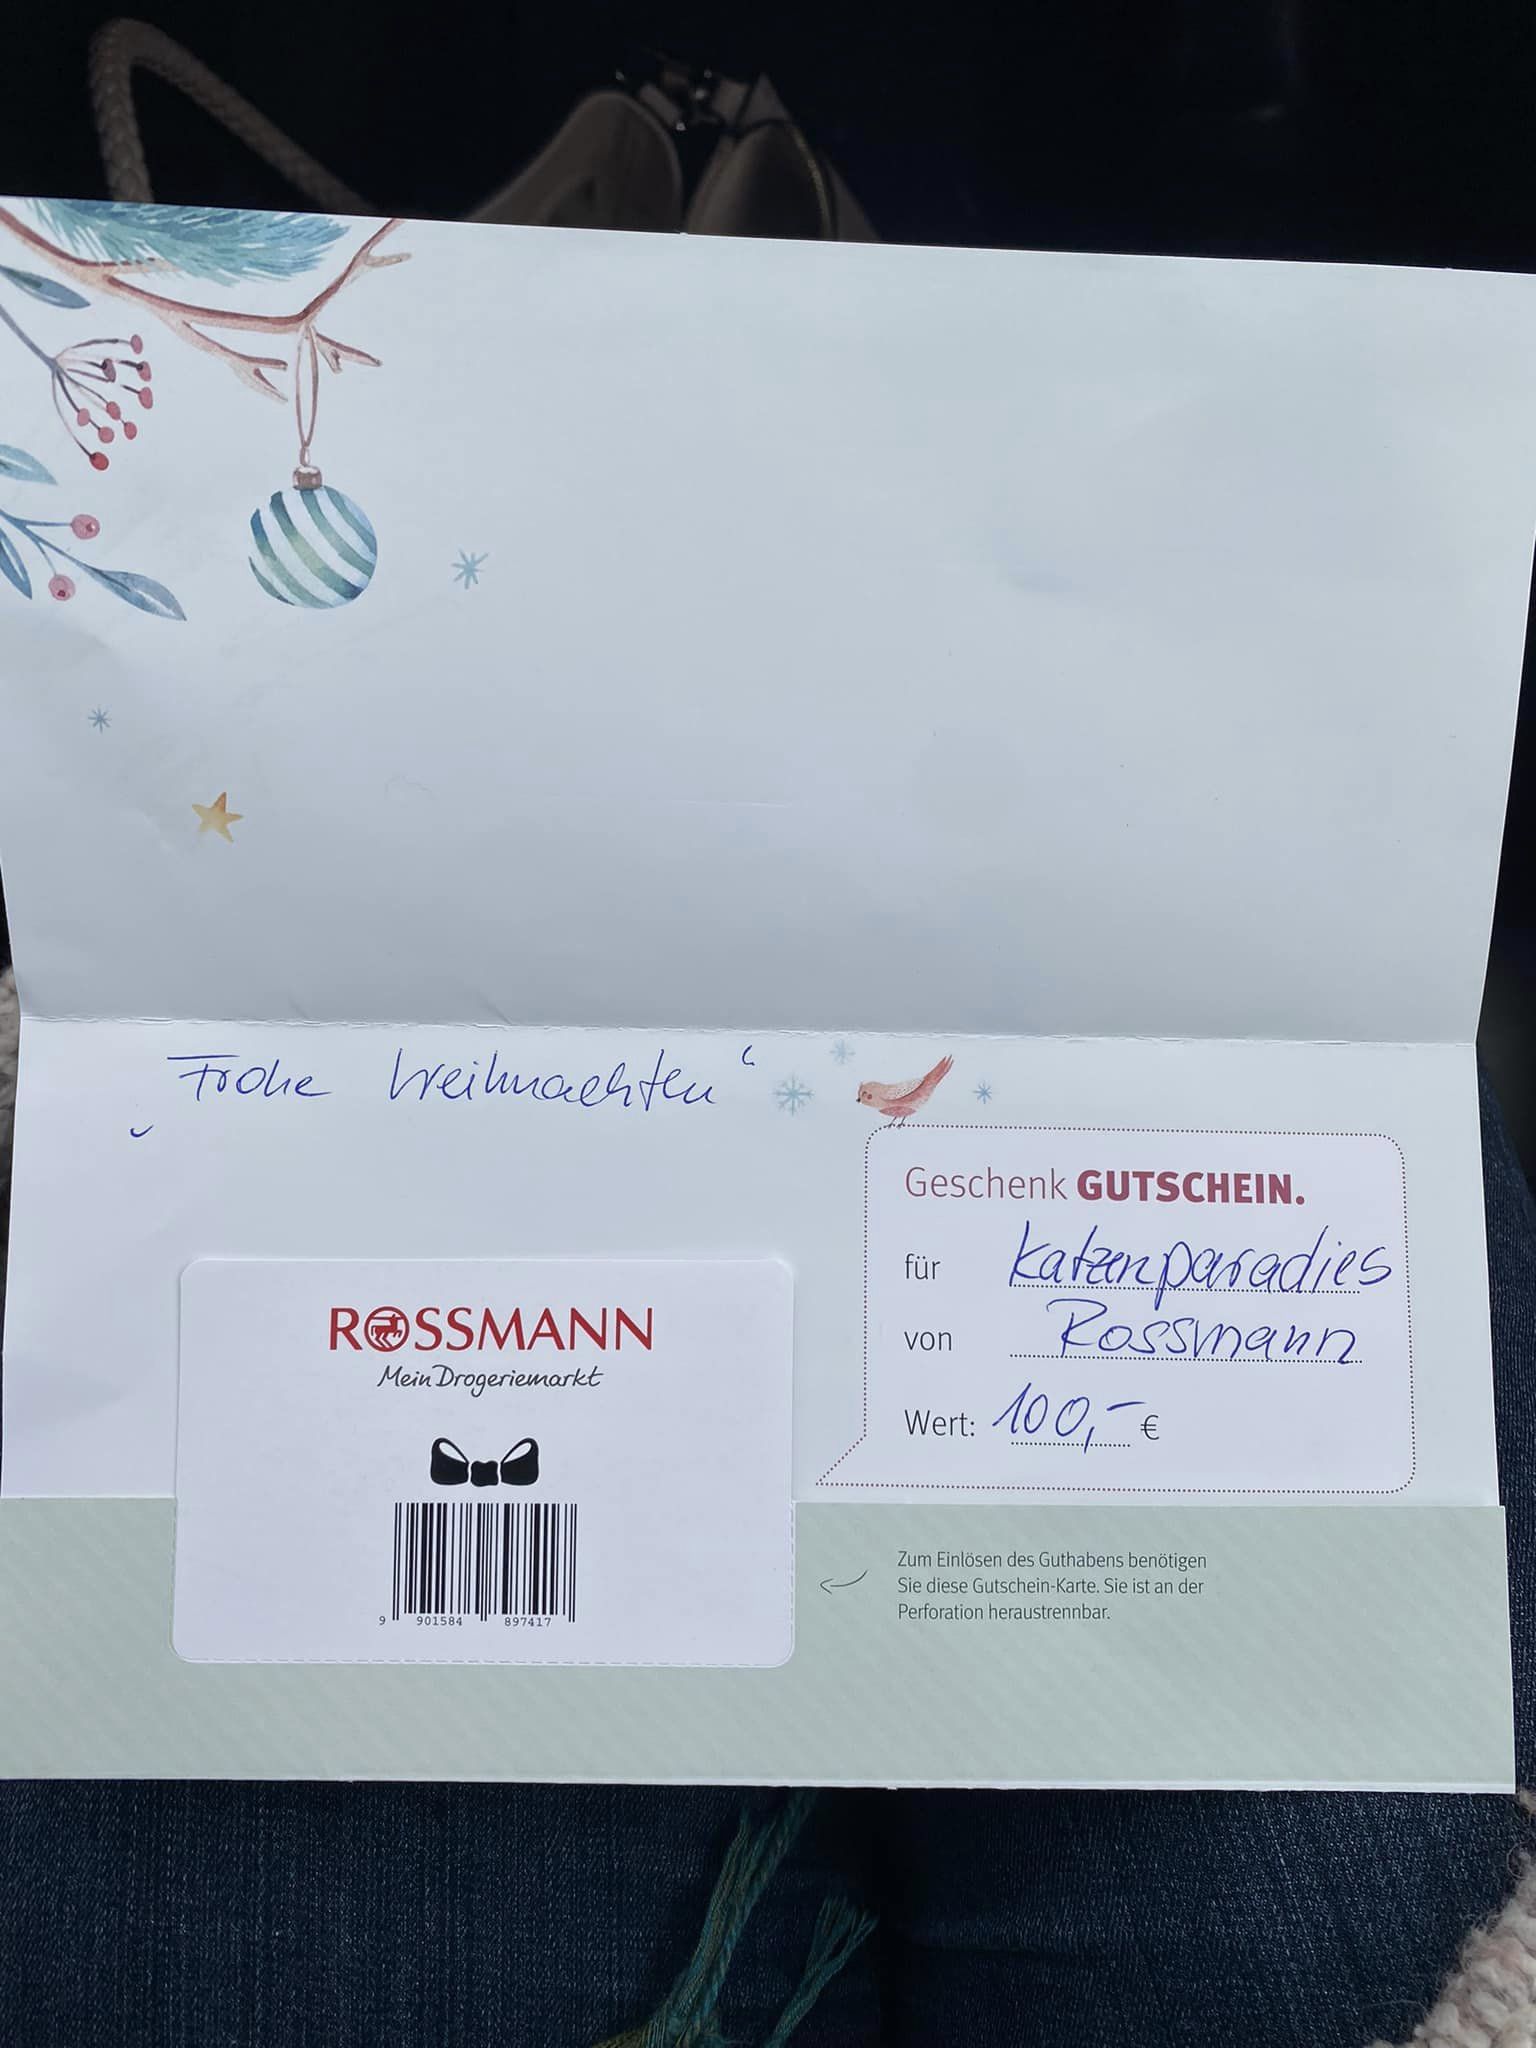 „Frohe Weihnachten“
Geschenk GUTSCHEIN.
für Katzenparadies
von Rossmann
Wert: 100,- €
ROSSMANN
Mein Drogeriemarkt
9 901584 897417
Zum Einlösen des Guthabens benötigen
Sie diese Gutschein-Karte. Sie ist an der
Perforation heraustrennbar.